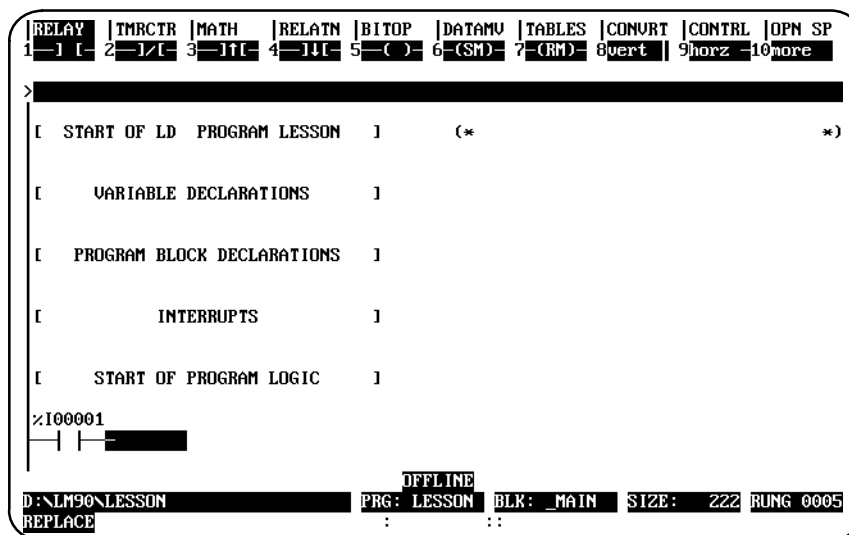 |RELAY |TMRCTR |MATH |RELATN |BITOP |DATAMV |TABLES |CONVRT |CONTRL |OPN SP
1—] [— 2—]/[— 3—]↑[— 4—]↓[— 5—( )— 6—(SM)— 7—(RM)— 8vert | 9horz —10more
>
[ START OF LD PROGRAM LESSON ] (* *)
[ VARIABLE DECLARATIONS ]
[ PROGRAM BLOCK DECLARATIONS ]
[ INTERRUPTS ]
[ START OF PROGRAM LOGIC ]
%I00001
OFFLINE
D:\LM90\LESSON PRG: LESSON BLK: _MAIN SIZE: 222 RUNG 0005
REPLACE : ::